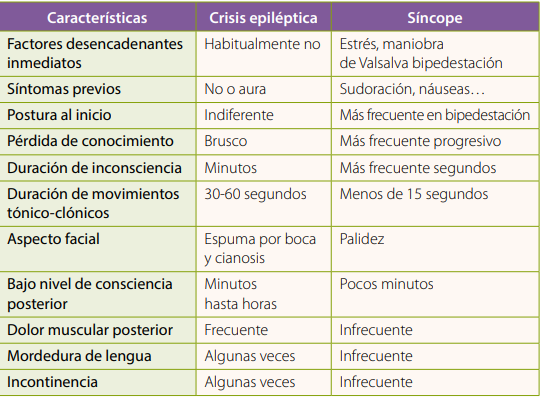 Características Crisis epiléptica Síncope
Factores desencadenantes Habitualmente no Estrés, maniobra
inmediatos de Valsalva bipedestación
Síntomas previos No o aura Sudoración, náuseas…
Postura al inicio Indiferente Más frecuente en bipedestación
Pérdida de conocimiento Brusco Más frecuente progresivo
Duración de inconsciencia Minutos Más frecuente segundos
Duración de movimientos 30-60 segundos Menos de 15 segundos
tónico-clónicos
Aspecto facial Espuma por boca Palidez
y cianosis
Bajo nivel de consciencia Minutos Pocos minutos
posterior hasta horas
Dolor muscular posterior Frecuente Infrecuente
Mordedura de lengua Algunas veces Infrecuente
Incontinencia Algunas veces Infrecuente